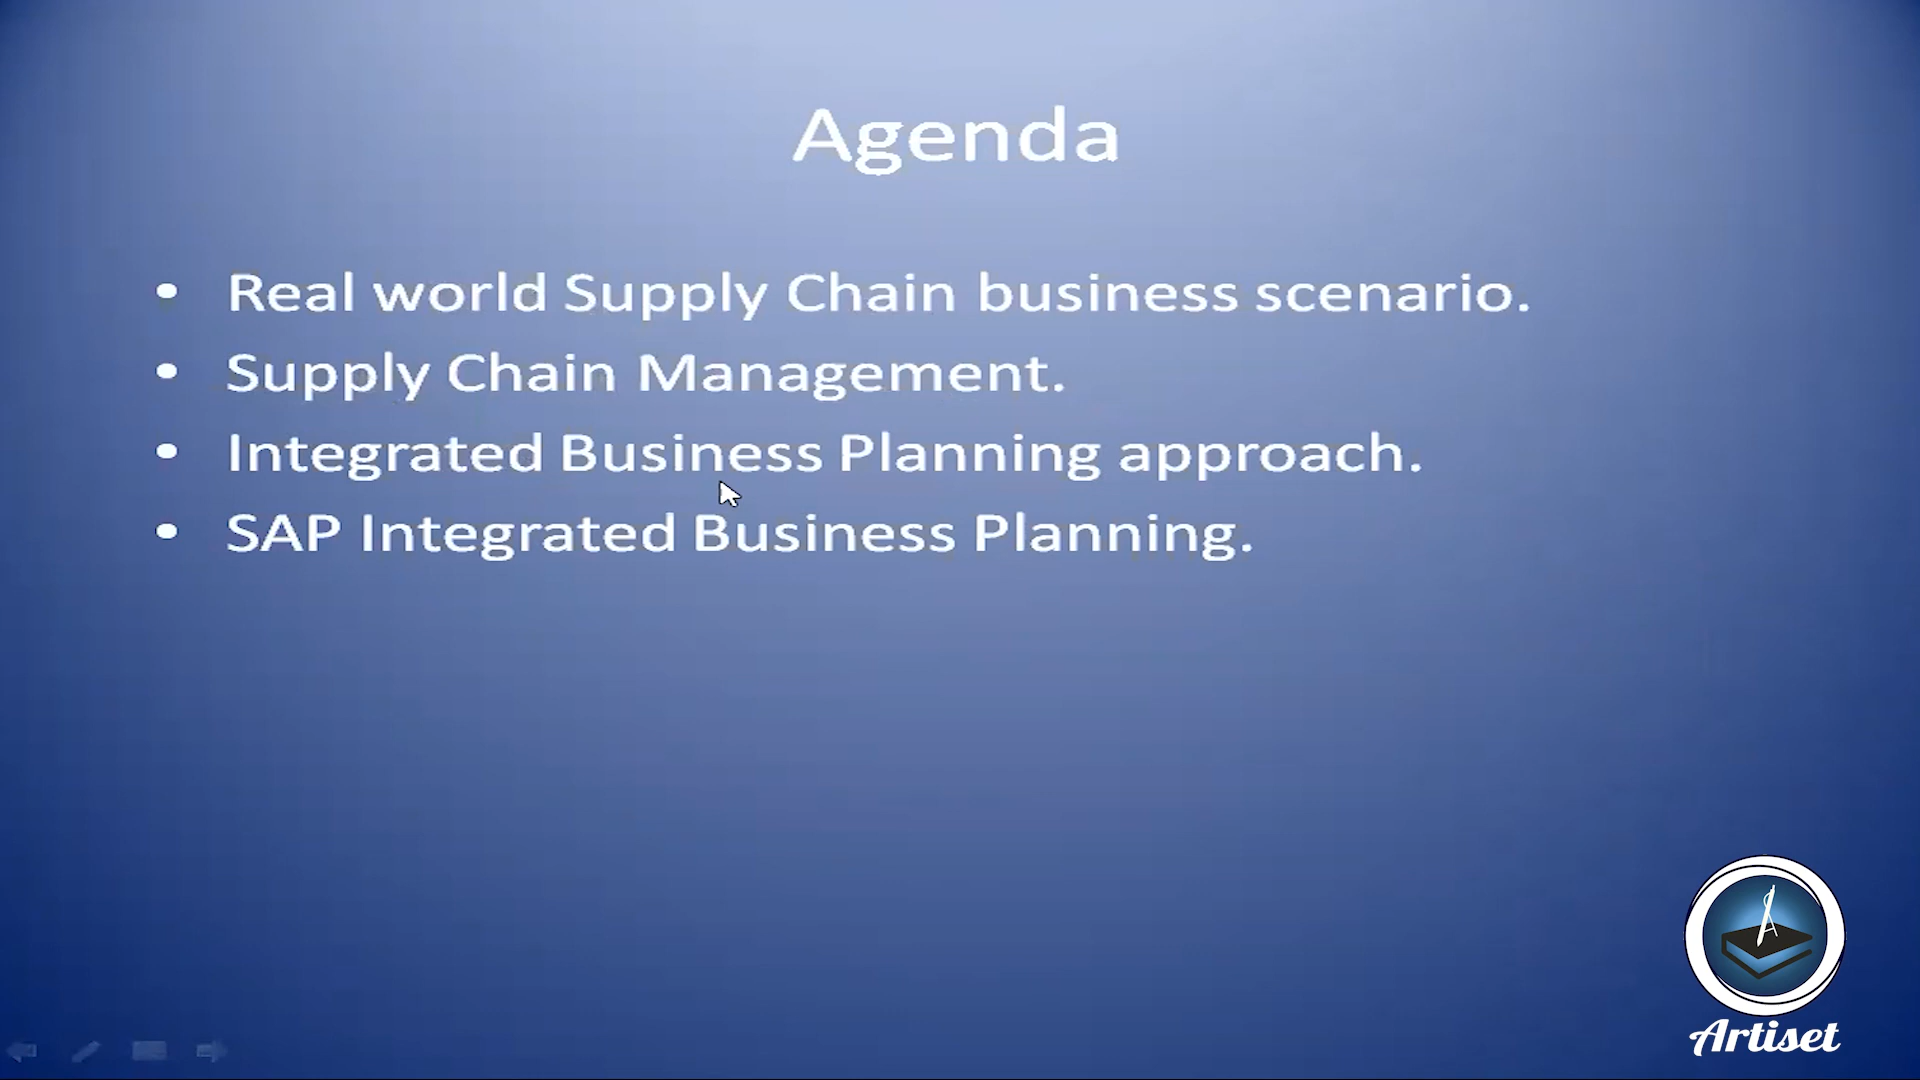 Agenda
• Real world Supply Chain business scenario.
• Supply Chain Management.
• Integrated Business Planning approach.
• SAP Integrated Business Planning.
Artiset